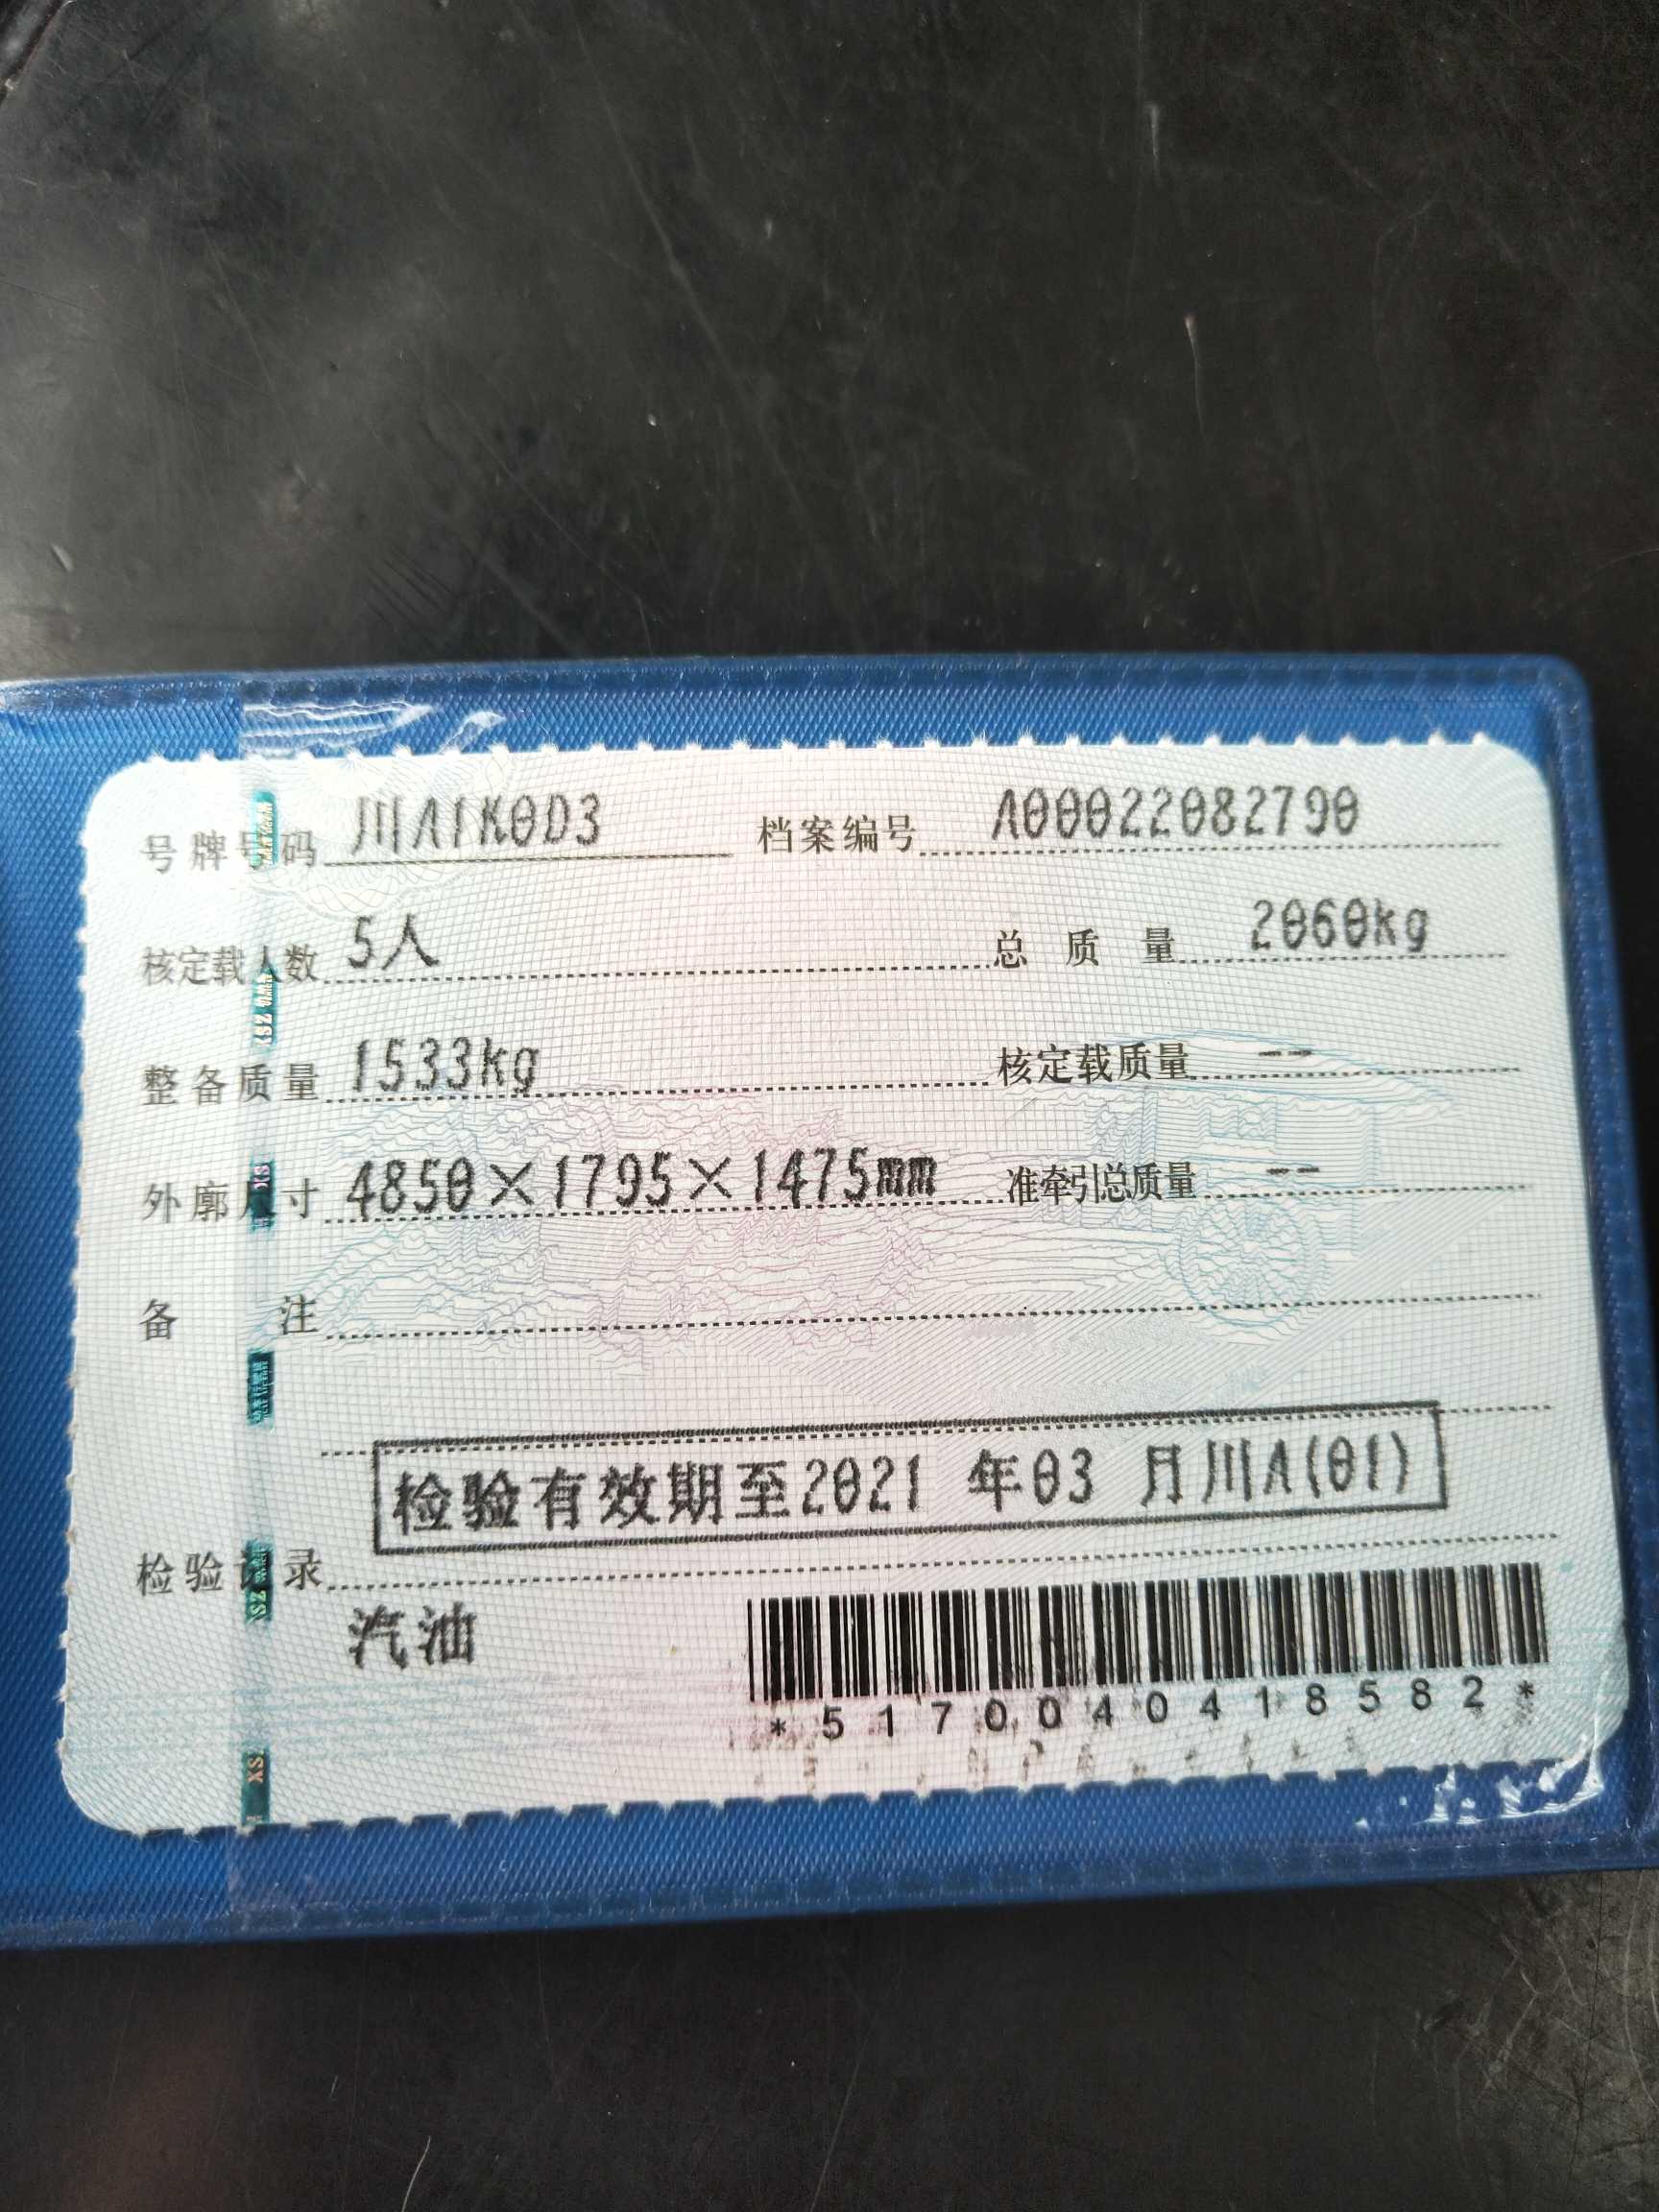 号牌号码 川A1K0D3 档案编号 A00022082790
核定载人数 5人 总质量 2060kg
整备质量 1533kg 核定载质量 --
外廓尺寸 4850×1795×1475mm 准牵引总质量 --
备注
检验有效期至2021 年03 月川A(01)
检验记录
汽油
*5170040418582*